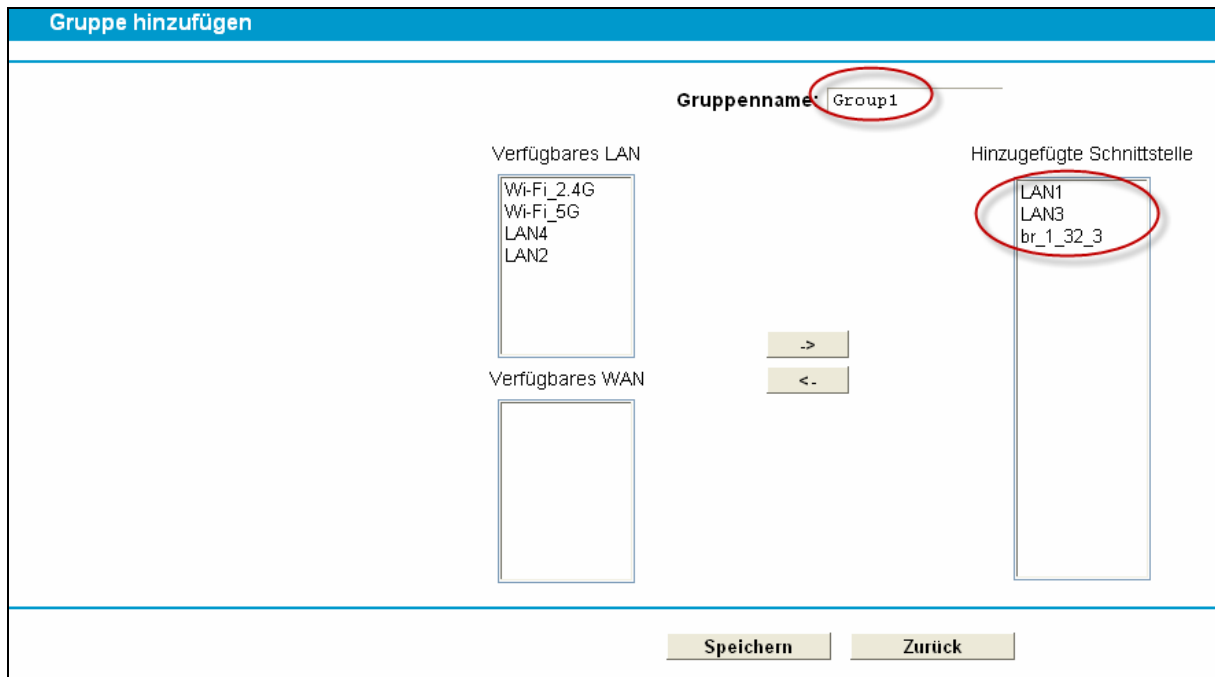 Gruppe hinzufügen
Gruppenname: Group1
Verfügbares LAN
Wi-Fi_2.4G
Wi-Fi_5G
LAN4
LAN2
Hinzugefügte Schnittstelle
LAN1
LAN3
br_1_32_3
->
<-
Verfügbares WAN
Speichern
Zurück